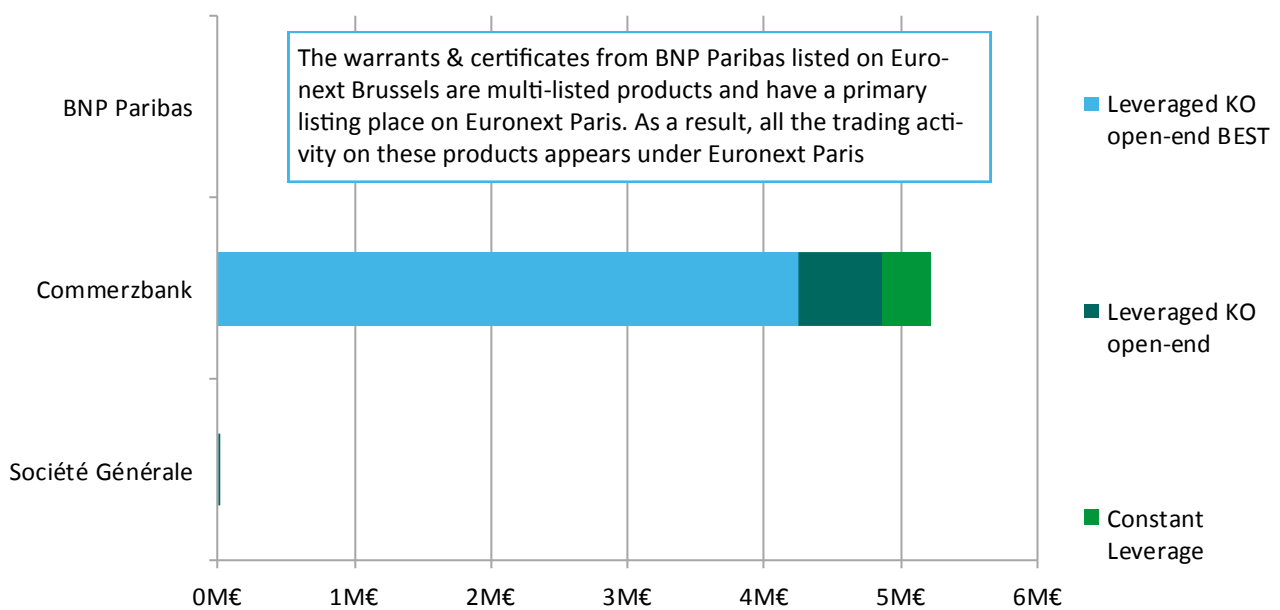 The warrants & certificates from BNP Paribas listed on Euro-
next Brussels are multi-listed products and have a primary
listing place on Euronext Paris. As a result, all the trading acti-
vity on these products appears under Euronext Paris
BNP Paribas
Commerzbank
Société Générale
0M€ 1M€ 2M€ 3M€ 4M€ 5M€ 6M€
Leveraged KO
open-end BEST
Leveraged KO
open-end
Constant
Leverage